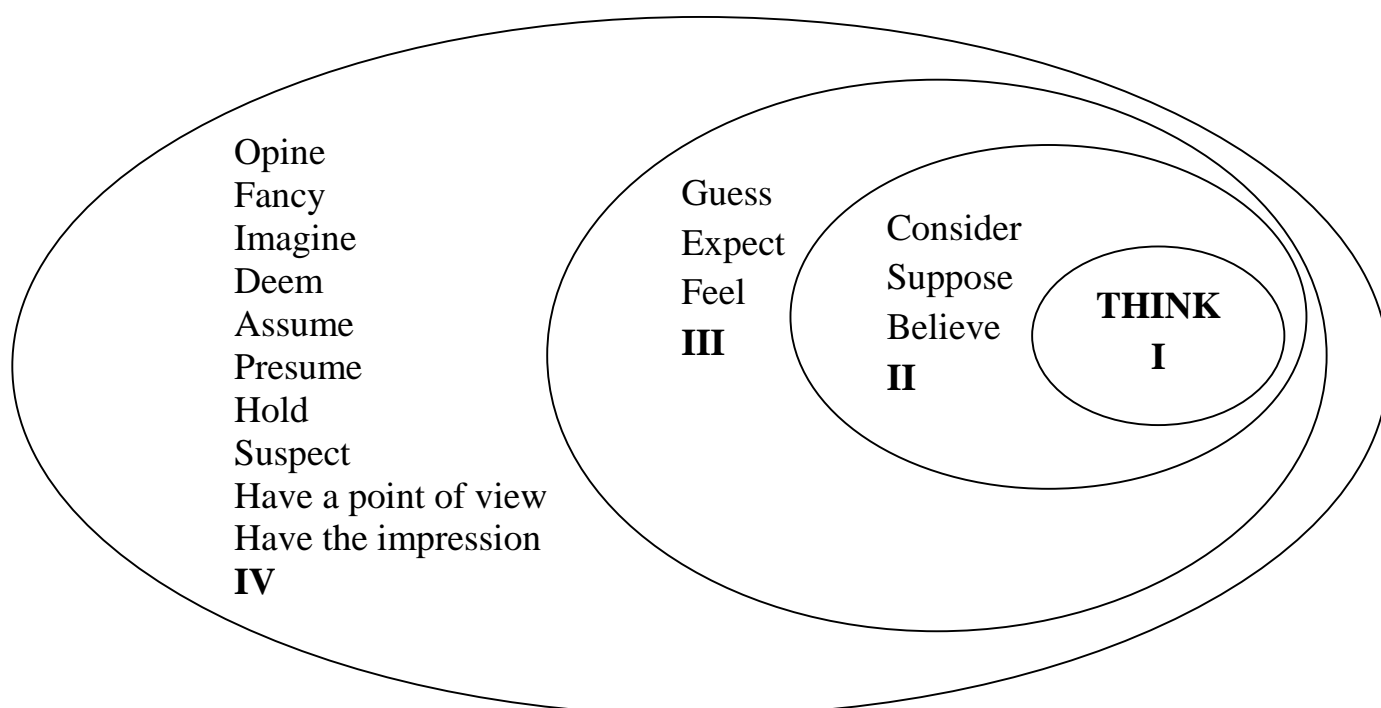 Opine
Fancy
Imagine
Deem
Assume
Presume
Hold
Suspect
Have a point of view
Have the impression
IV
Guess
Expect
Feel
III
Consider
Suppose
Believe
II
THINK
I